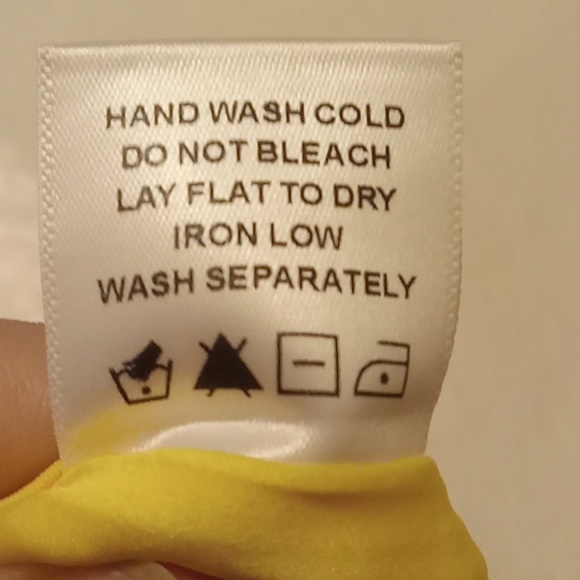 HAND WASH COLD
DO NOT BLEACH
LAY FLAT TO DRY
IRON LOW
WASH SEPARATELY